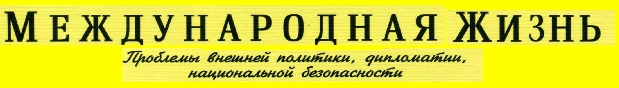 МЕЖДУНАРОДНАЯ ЖИЗНЬ
Проблемы внешней политики, дипломатии,
национальной безопасности